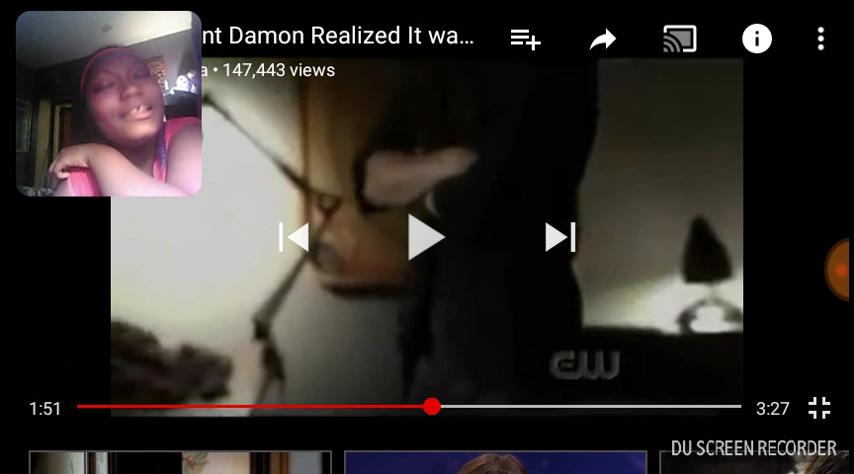 nt Damon Realized It wa...
a • 147,443 views
CW
1:51
3:27
DU SCREEN RECORDER